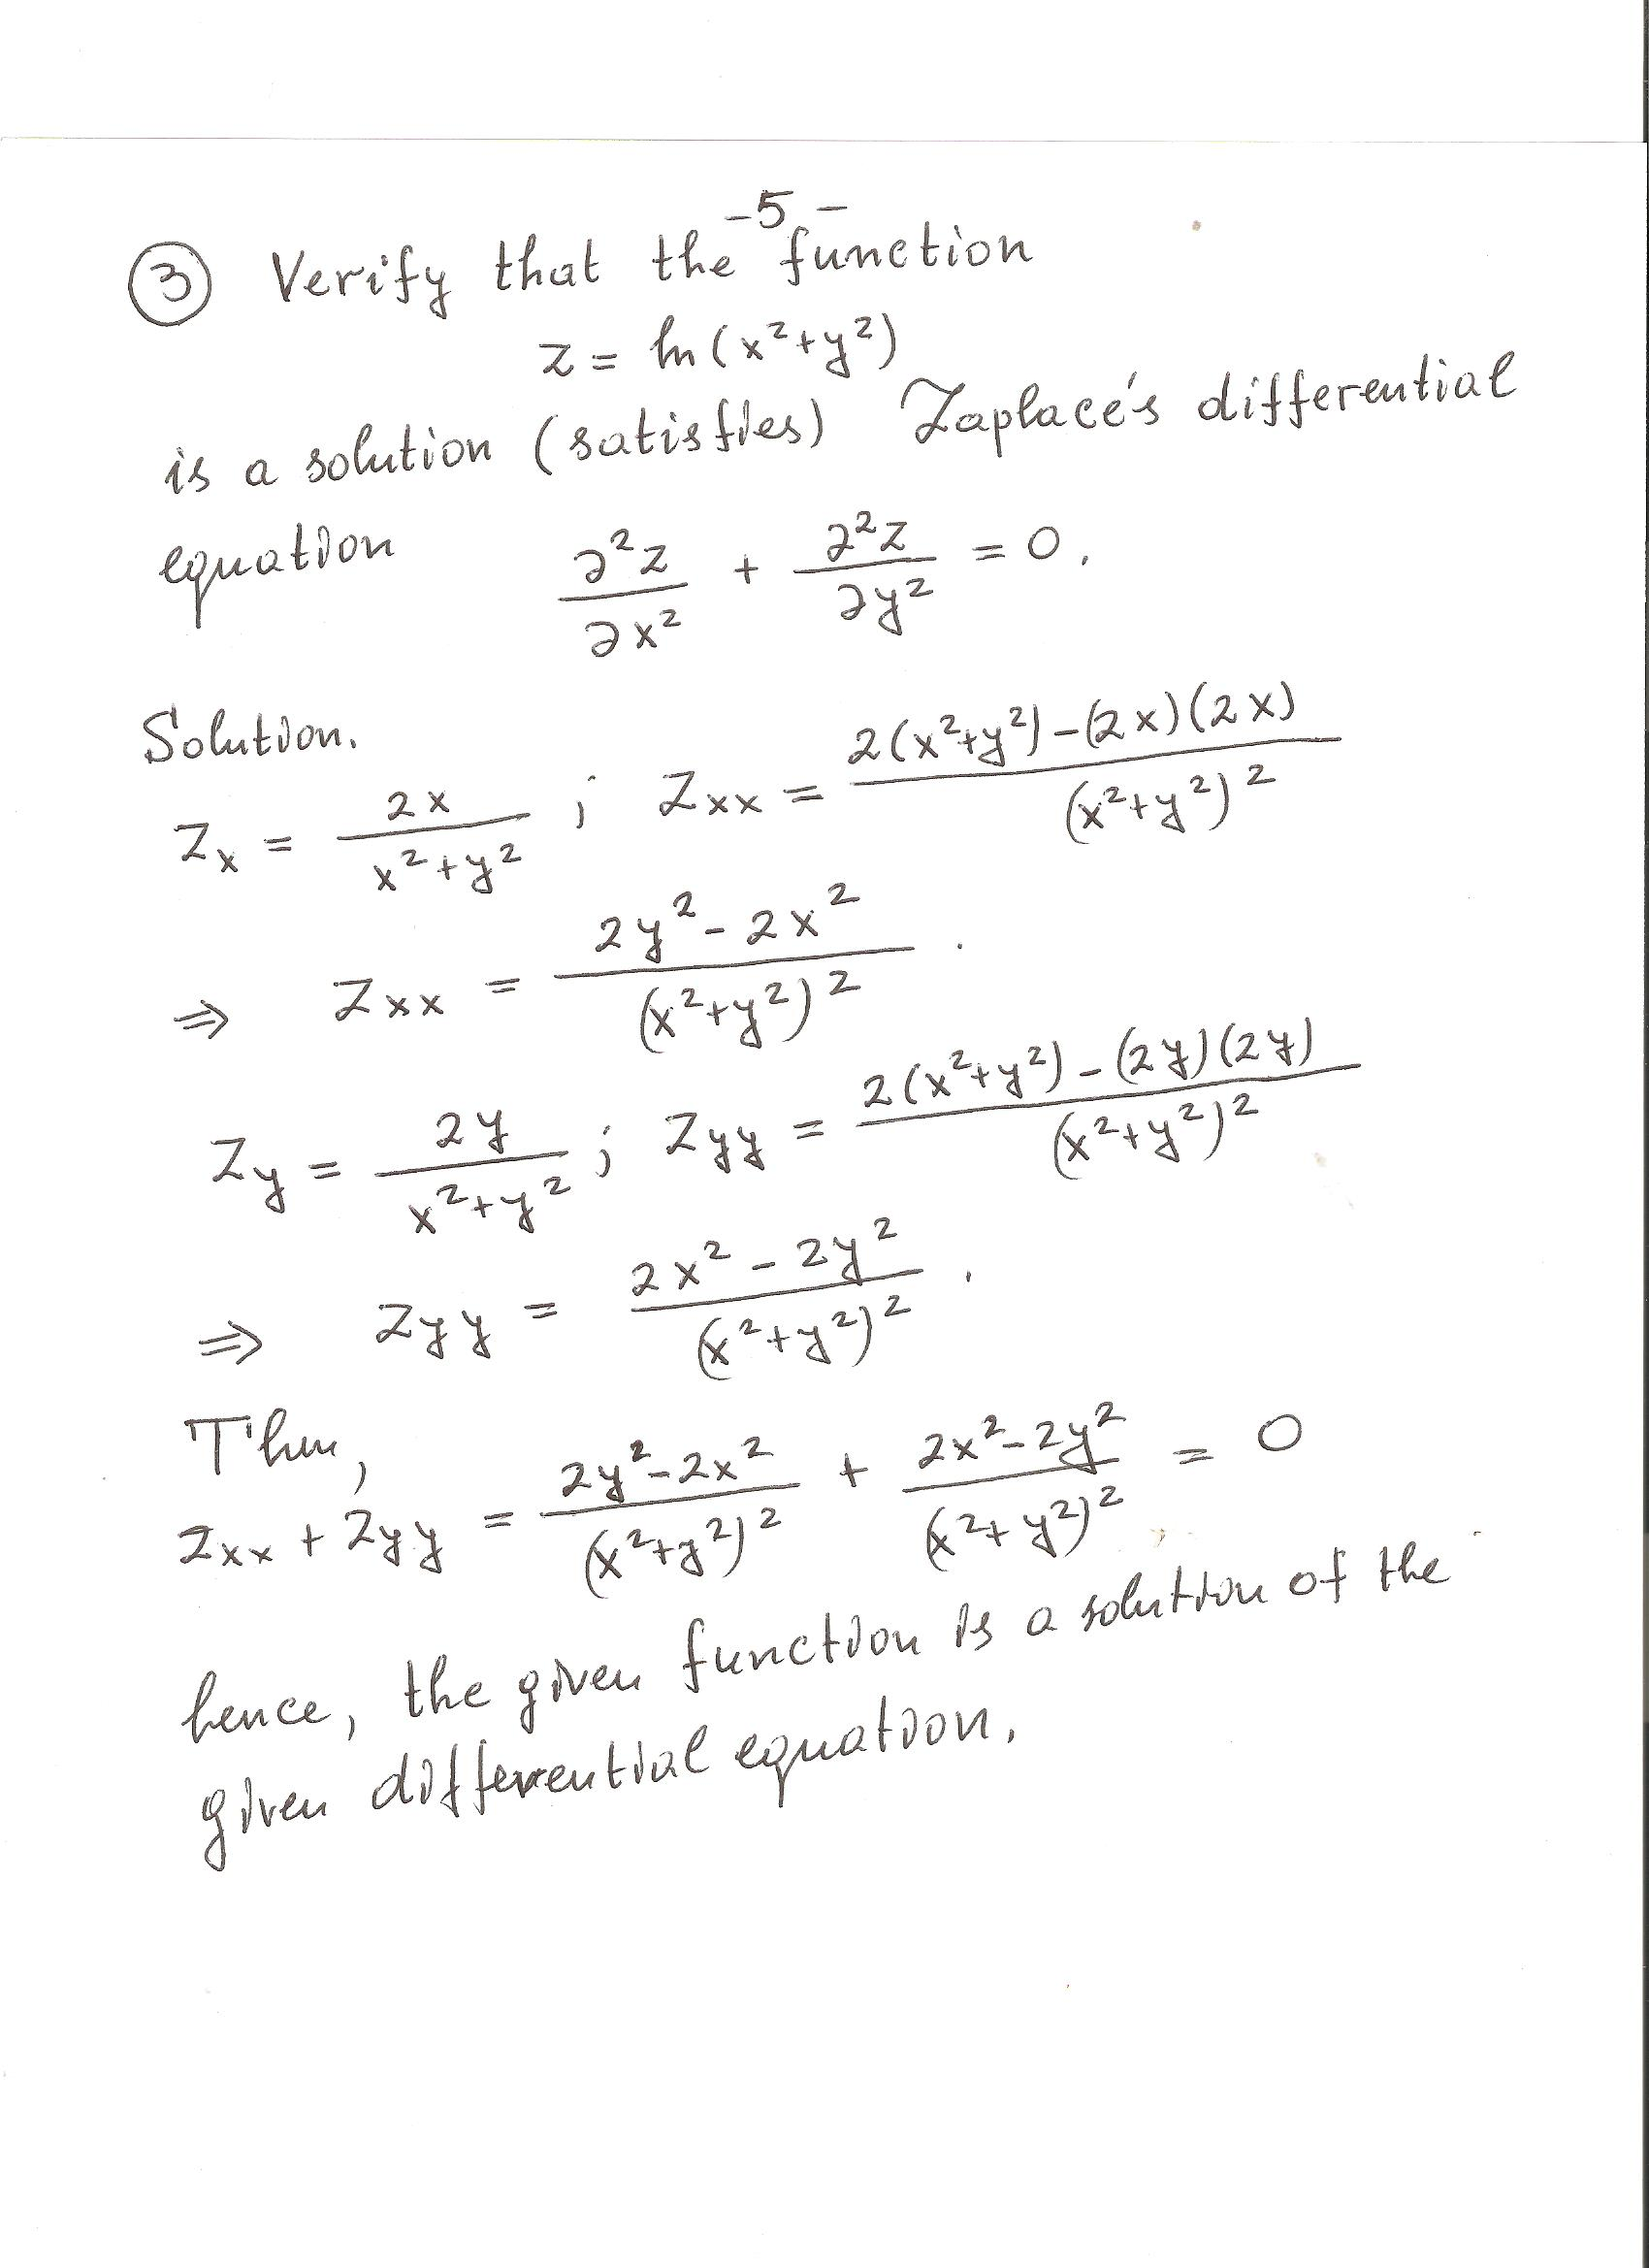 -5-
③ Verify that the function
z = ln(x²+y²)
is a solution (satisfies) Laplace's differential
equation ∂²z/∂x² + ∂²z/∂y² = 0.
Solution.
Zx = 2x/(x²+y²) ; Zxx = (2(x²+y²)-(2x)(2x))/(x²+y²)²
⇒ Zxx = (2y²-2x²)/(x²+y²)².
Zy = 2y/(x²+y²) ; Zyy = (2(x²+y²)-(2y)(2y))/(x²+y²)²
⇒ Zyy = (2x²-2y²)/(x²+y²)².
Then,
Zxx + Zyy = (2y²-2x²)/(x²+y²)² + (2x²-2y²)/(x²+y²)² = 0
hence, the given function is a solution of the
given differential equation.